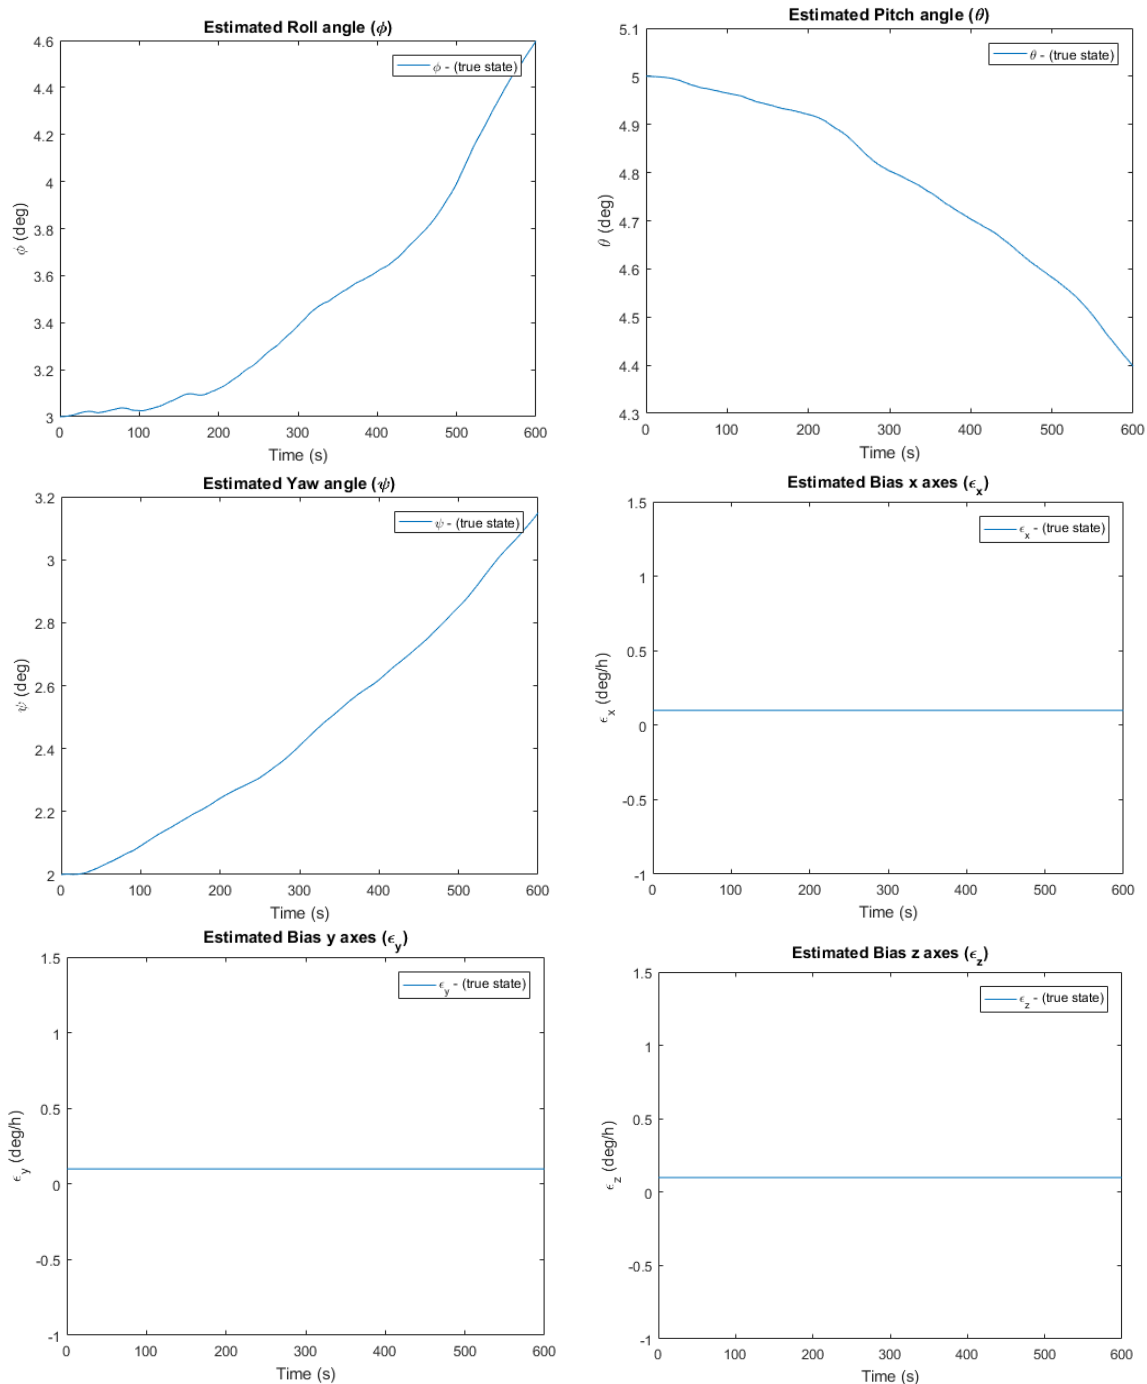 Estimated Roll angle (ϕ)
4.6
4.4
4.2
4
3.8
3.6
3.4
3.2
3
ϕ (deg)
ϕ - (true state)
0 100 200 300 400 500 600
Time (s)
Estimated Pitch angle (θ)
5.1
5
4.9
4.8
4.7
4.6
4.5
4.4
4.3
θ (deg)
θ - (true state)
0 100 200 300 400 500 600
Time (s)
Estimated Yaw angle (ψ)
3.2
3
2.8
2.6
2.4
2.2
2
ψ (deg)
ψ - (true state)
0 100 200 300 400 500 600
Time (s)
Estimated Bias x axes (ϵx)
1.5
1
0.5
0
-0.5
-1
ϵx (deg/h)
ϵx - (true state)
0 100 200 300 400 500 600
Time (s)
Estimated Bias y axes (ϵy)
1.5
1
0.5
0
-0.5
-1
ϵy (deg/h)
ϵy - (true state)
0 100 200 300 400 500 600
Time (s)
Estimated Bias z axes (ϵz)
1.5
1
0.5
0
-0.5
-1
ϵz (deg/h)
ϵz - (true state)
0 100 200 300 400 500 600
Time (s)